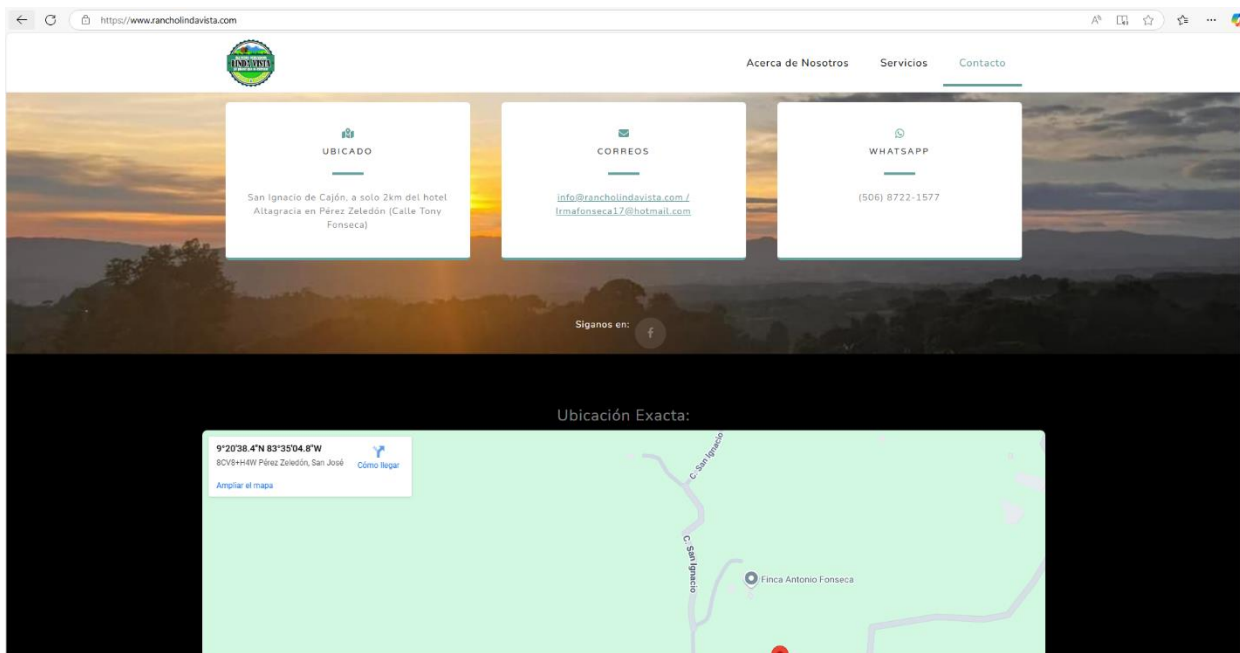 https://www.rancholindavista.com
LINDA VISTA
Acerca de Nosotros
Servicios
Contacto
UBICADO
San Ignacio de Cajón, a solo 2km del hotel
Altagracia en Pérez Zeledón (Calle Tony
Fonseca)
CORREOS
info@rancholindavista.com /
Irmafonseca17@hotmail.com
WHATSAPP
(506) 8722-1577
Siganos en:
Ubicación Exacta:
9°20'38.4"N 83°35'04.8"W
8CV8+H4W Pérez Zeledón, San José
Cómo llegar
Ampliar el mapa
C. San Ignacio
C. San Ignacio
Finca Antonio Fonseca